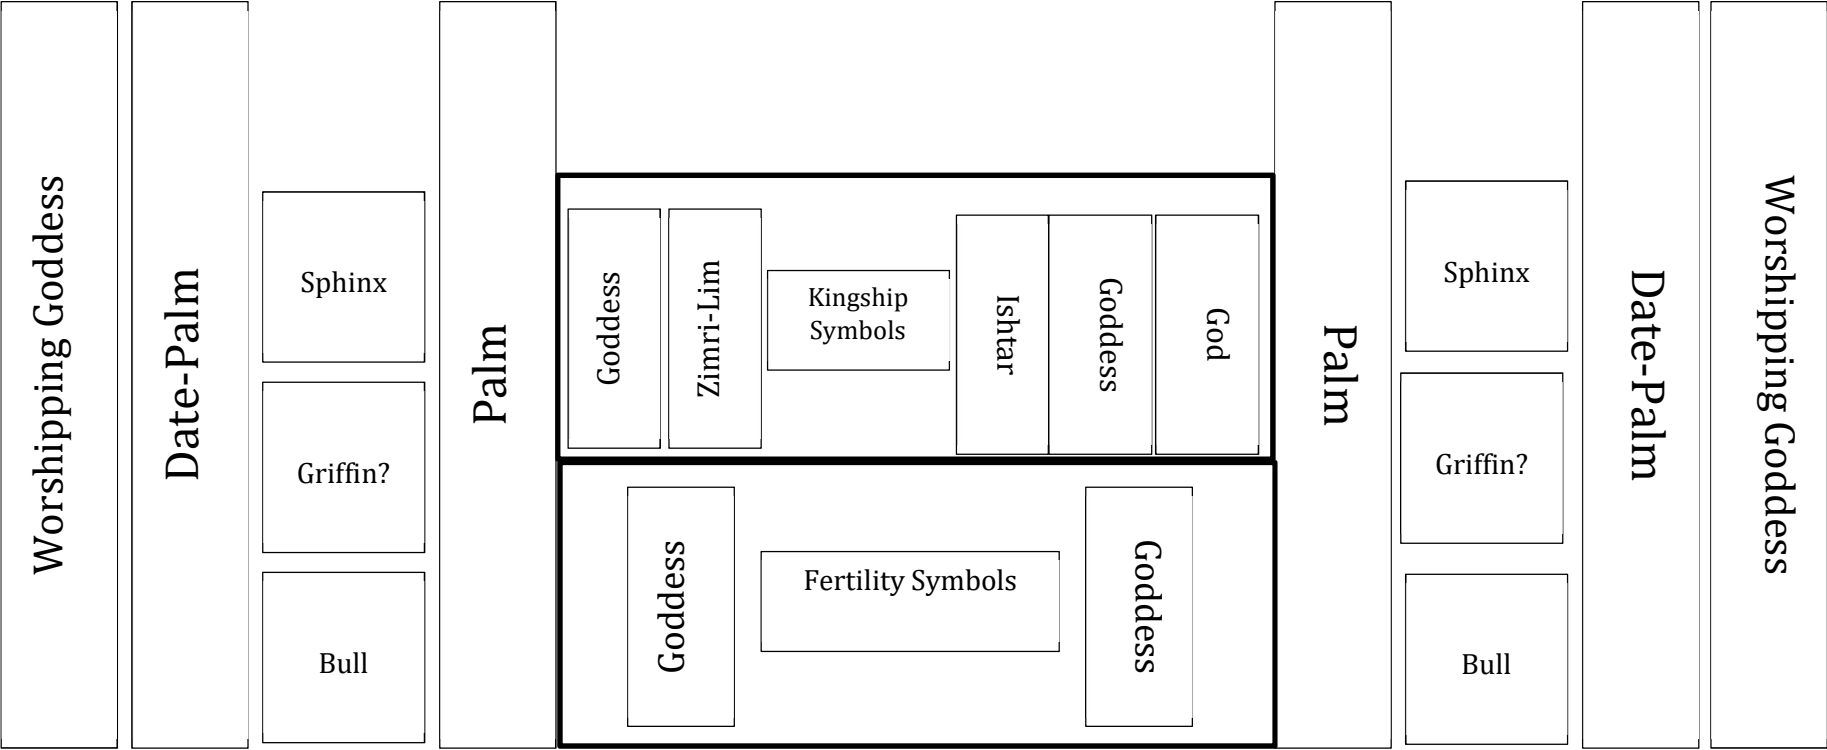 Worshipping Goddess
Date-Palm
Sphinx
Griffin?
Bull
Palm
Goddess
Zimri-Lim
Kingship
Symbols
Ishtar
Goddess
God
Goddess
Fertility Symbols
Goddess
Palm
Sphinx
Griffin?
Bull
Date-Palm
Worshipping Goddess